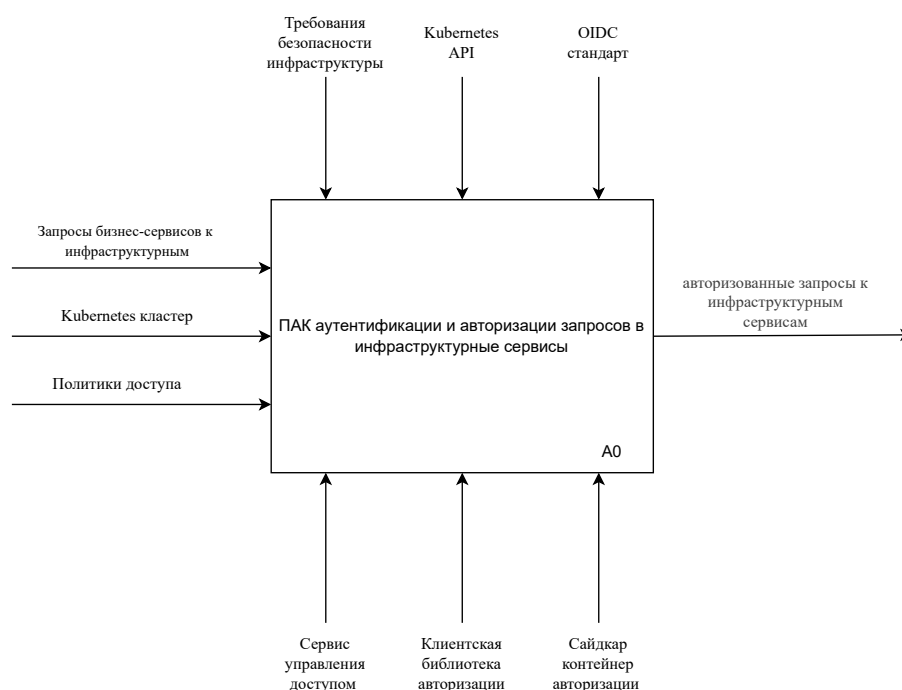 Требования
безопасности
инфраструктуры
Kubernetes
API
OIDC
стандарт
Запросы бизнес-сервисов к
инфраструктурным
Kubernetes кластер
Политики доступа
ПАК аутентификации и авторизации запросов в
инфраструктурные сервисы
A0
авторизованные запросы к
инфраструктурным
сервисам
Сервис
управления
доступом
Клиентская
библиотека
авторизации
Сайдкар
контейнер
авторизации